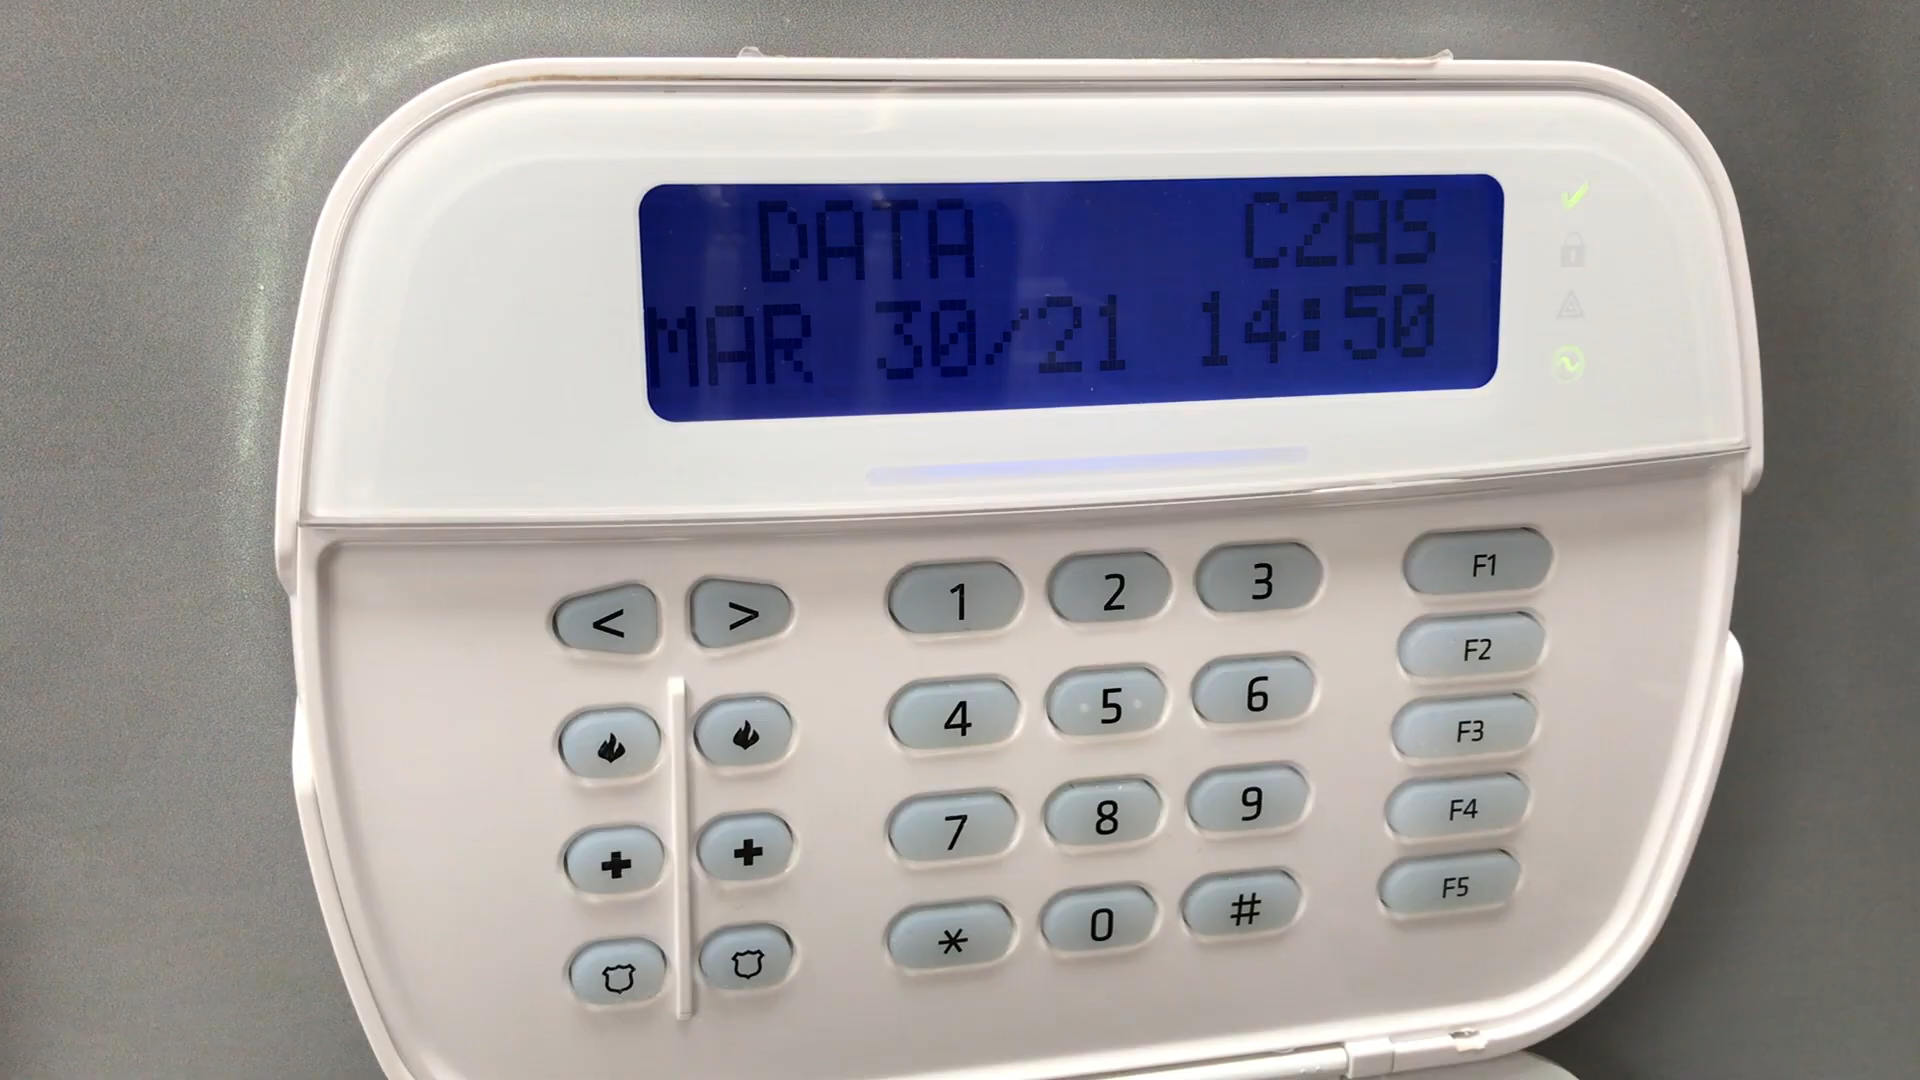 DATA CZAS
MAR 30/21 14:50
< > 1 2 3 F1
4 5 6 F2
7 8 9 F3
* 0 # F4
F5